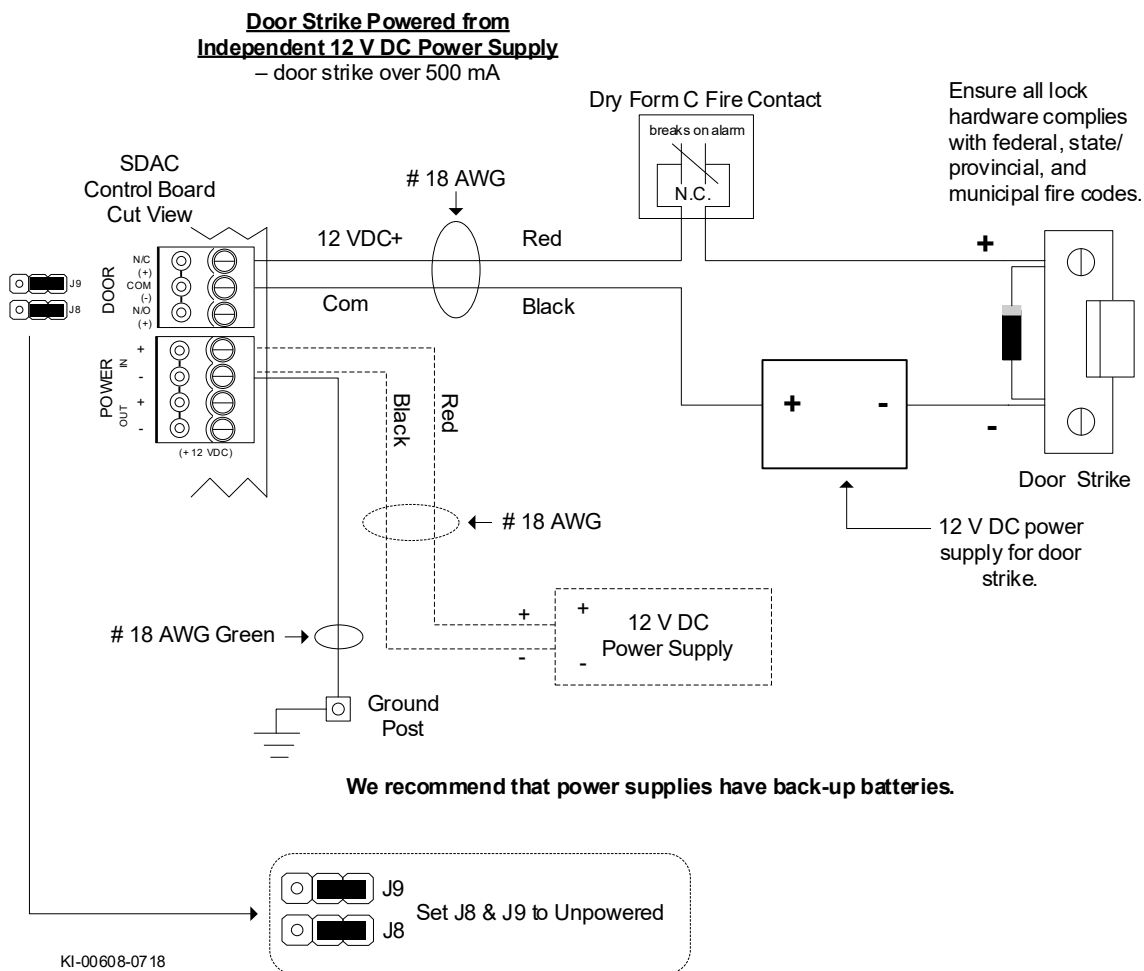 Door Strike Powered from
Independent 12 V DC Power Supply
– door strike over 500 mA
Dry Form C Fire Contact
breaks on alarm
N.C.
Ensure all lock
hardware complies
with federal, state/
provincial, and
municipal fire codes.
SDAC
Control Board
Cut View
# 18 AWG
12 VDC+
Red
Com
Black
+
-
J9
J8
DOOR
N/C
(+)
COM
(-)
N/O
(+)
POWER
IN
OUT
+
-
+
-
(+ 12 VDC)
Black
Red
+
-
Door Strike
12 V DC power
supply for door
strike.
# 18 AWG
# 18 AWG Green
+
-
+
-
12 V DC
Power Supply
Ground
Post
We recommend that power supplies have back-up batteries.
J9
J8
Set J8 & J9 to Unpowered
KI-00608-0718